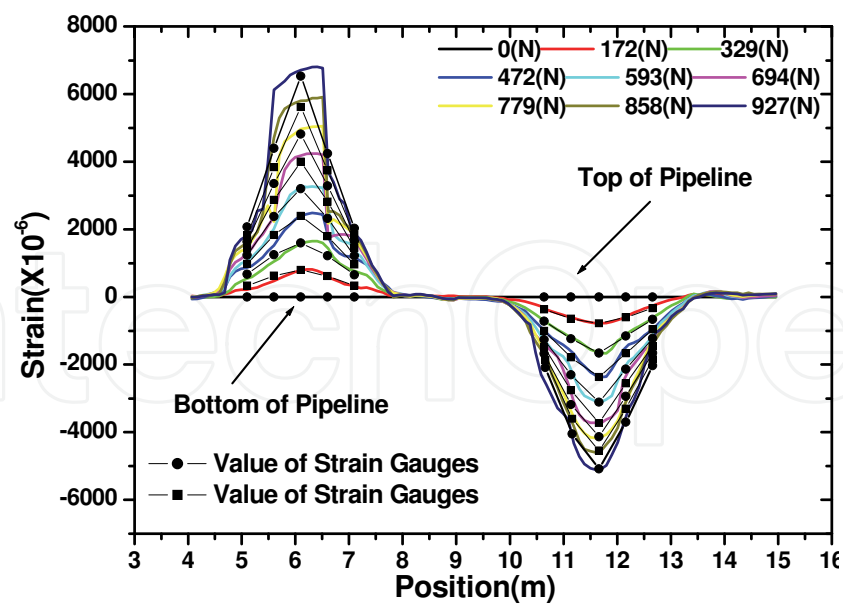 8000
6000
4000
2000
0
-2000
-4000
-6000
Strain(X10⁻⁶)
0(N) 172(N) 329(N)
472(N) 593(N) 694(N)
779(N) 858(N) 927(N)
Top of Pipeline
Bottom of Pipeline
Value of Strain Gauges
Value of Strain Gauges
3 4 5 6 7 8 9 10 11 12 13 14 15 16
Position(m)